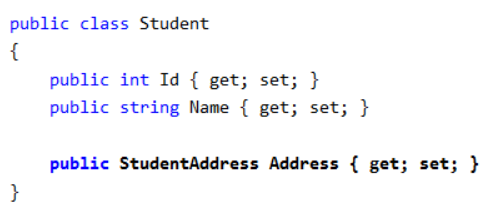 public class Student
{
    public int Id { get; set; }
    public string Name { get; set; }

    public StudentAddress Address { get; set; }
}